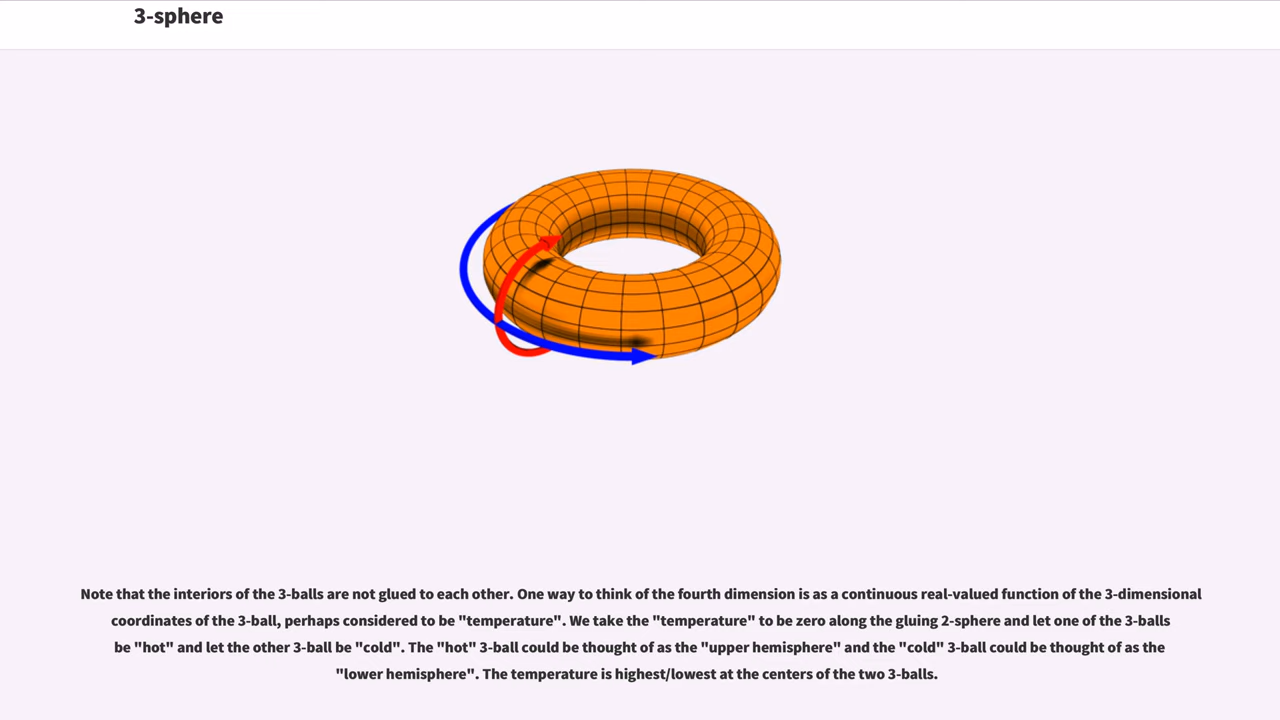 3-sphere
Note that the interiors of the 3-balls are not glued to each other. One way to think of the fourth dimension is as a continuous real-valued function of the 3-dimensional
coordinates of the 3-ball, perhaps considered to be "temperature". We take the "temperature" to be zero along the gluing 2-sphere and let one of the 3-balls
be "hot" and let the other 3-ball be "cold". The "hot" 3-ball could be thought of as the "upper hemisphere" and the "cold" 3-ball could be thought of as the
"lower hemisphere". The temperature is highest/lowest at the centers of the two 3-balls.